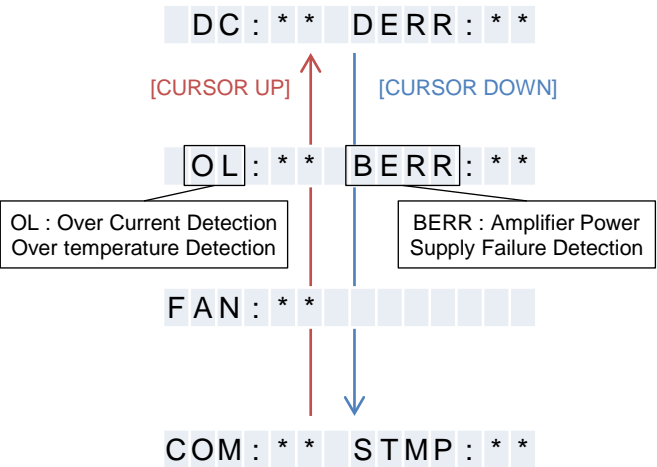 DC:** DERR:**
[CURSOR UP] [CURSOR DOWN]
OL:** BERR:**
OL : Over Current Detection
Over temperature Detection
BERR : Amplifier Power
Supply Failure Detection
FAN:**
COM:** STMP:**